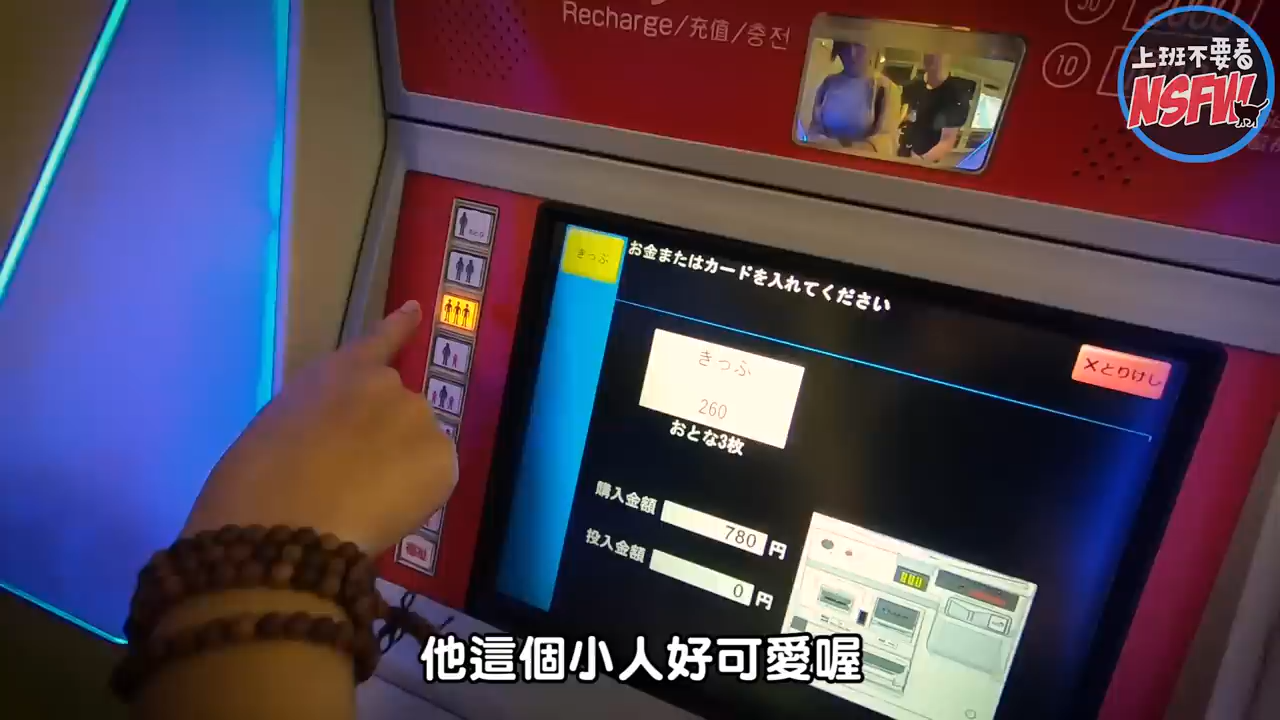 Recharge/充值/충전
10
上班不要看
NSFW
きっぷ
お金またはカードを入れてください
×とりけし
きっぷ
260
おとな3枚
購入金額 780 円
投入金額 0 円
他這個小人好可愛喔